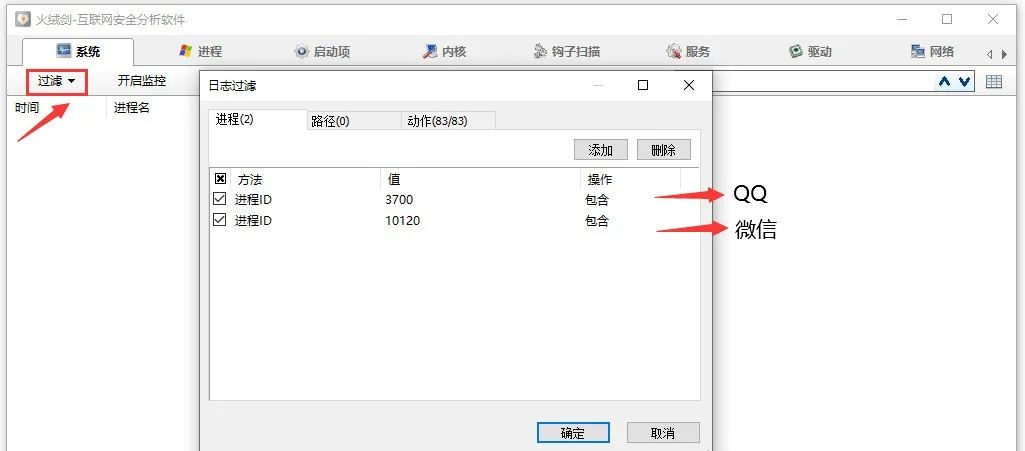 火绒剑-互联网安全分析软件
系统 进程 启动项 内核 钩子扫描 服务 驱动 网络
过滤 开启监控
时间 进程名
日志过滤
进程(2) 路径(0) 动作(83/83)
添加 删除
方法 值 操作
进程ID 3700 包含 QQ
进程ID 10120 包含 微信
确定 取消